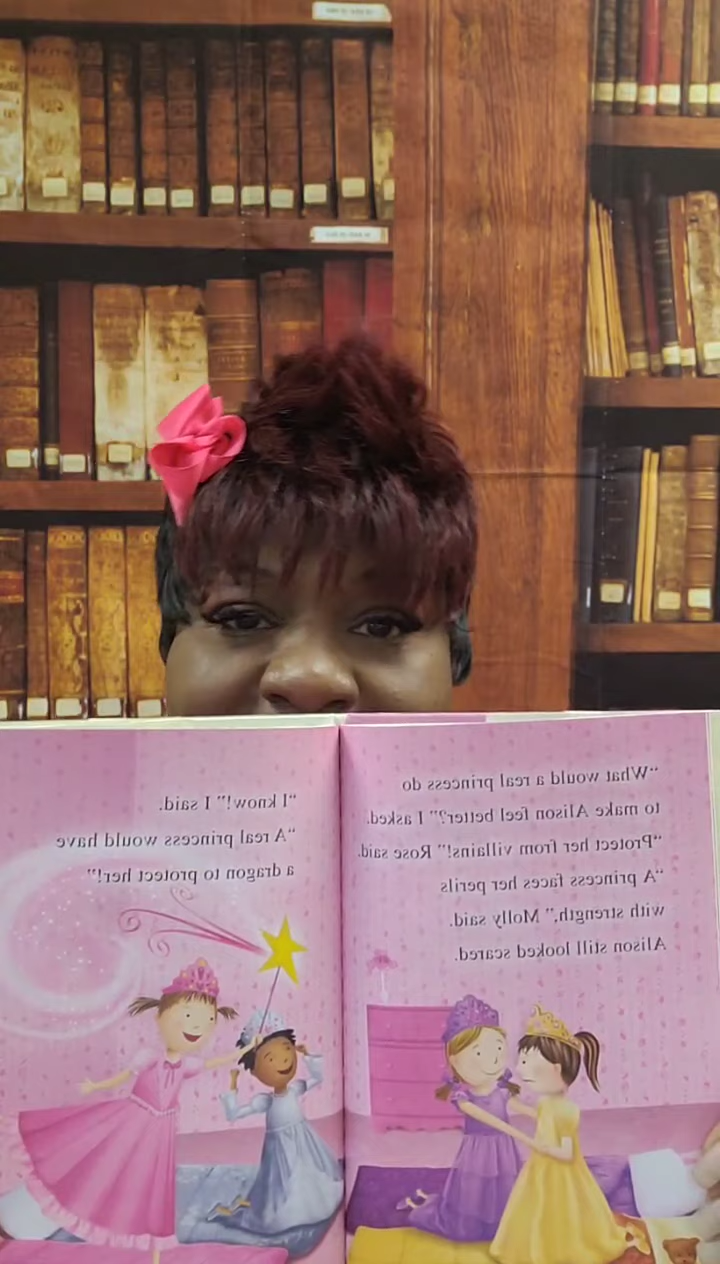 “What would a real princess do
to make Alison feel better?” I asked.
“Protect her from villains!” Rose said.
“A princess faces her perils
with strength,” Molly said.
Alison still looked scared.
“I know!” I said.
“A real princess would have
a dragon to protect her!”